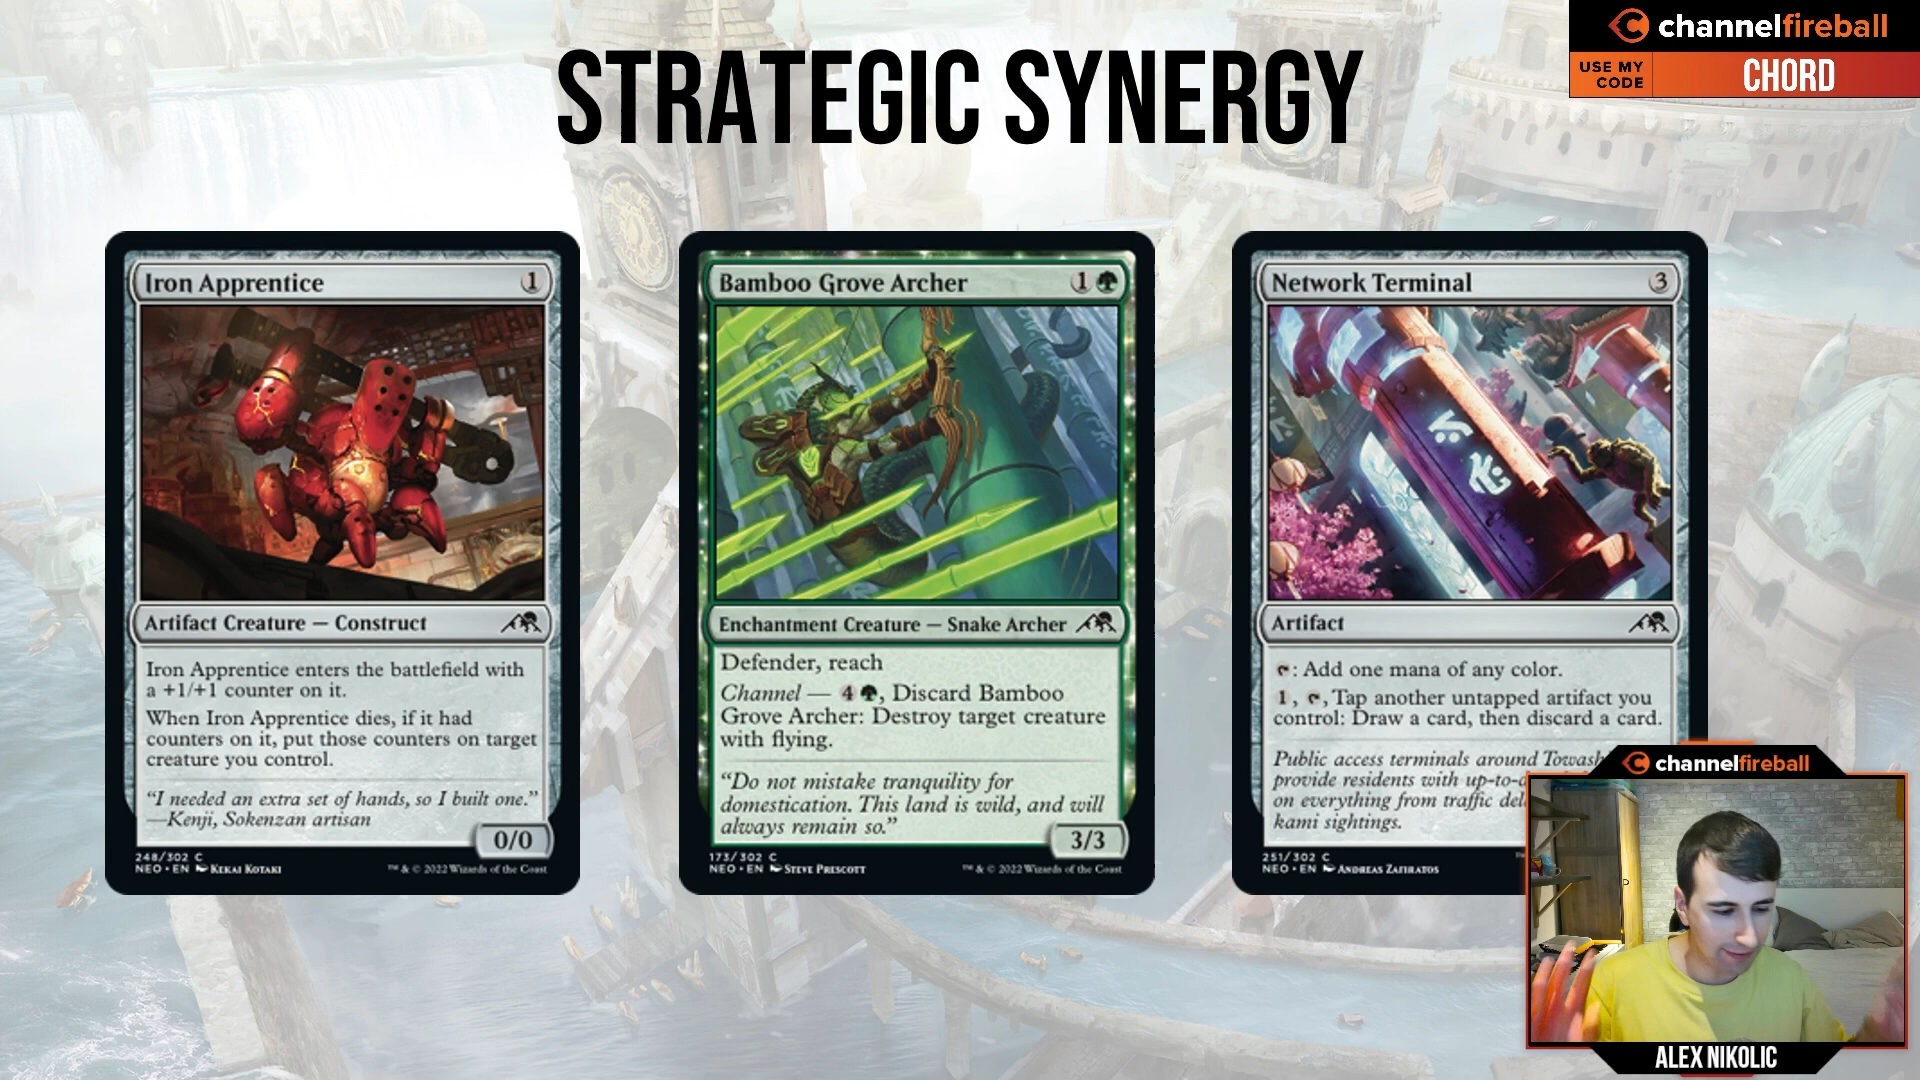 STRATEGIC SYNERGY
channelfireball
USE MY
CODE
CHORD
Iron Apprentice 1
Artifact Creature — Construct
Iron Apprentice enters the battlefield with
a +1/+1 counter on it.
When Iron Apprentice dies, if it had
counters on it, put those counters on target
creature you control.
“I needed an extra set of hands, so I built one.”
—Kenji, Sokenzan artisan
0/0
248/302 C
NEO • EN KEKAI KOTAKI
™ & © 2022 Wizards of the Coast
Bamboo Grove Archer 1
Enchantment Creature — Snake Archer
Defender, reach
Channel — 4, Discard Bamboo
Grove Archer: Destroy target creature
with flying.
“Do not mistake tranquility for
domestication. This land is wild, and will
always remain so.”
3/3
173/302 C
NEO • EN STEVE PRESCOTT
™ & © 2022 Wizards of the Coast
Network Terminal 3
Artifact
: Add one mana of any color.
1, , Tap another untapped artifact you
control: Draw a card, then discard a card.
Public access terminals around Towash
provide residents with up-to-d
on everything from traffic del
kami sightings.
251/302 C
NEO • EN ANDREAS ZAFIRATOS
channelfireball
ALEX NIKOLIC